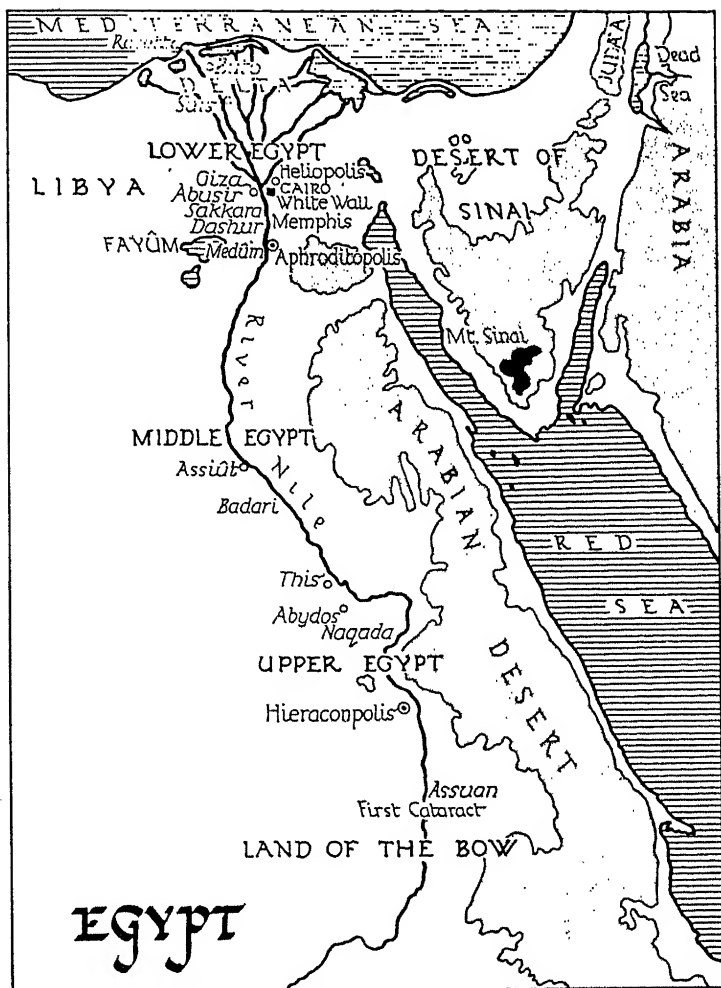 MEDITERRANEAN SEA
DELTA
JUDÆA
Dead
Sea
LOWER EGYPT
DESERT OF
SINAI
ARABIA
LIBYA
Giza
Heliopolis
Abusir
CAIRO
Sakkara
White Wall
Dashur
Memphis
FAYÛM
Medûm
Aphroditopolis
River Nile
Mt. Sinai
MIDDLE EGYPT
ARABIAN DESERT
Assiût
Badari
RED
SEA
This
Abydos
Naqada
UPPER EGYPT
Hieraconpolis
Assuan
First Cataract
LAND OF THE BOW
EGYPT